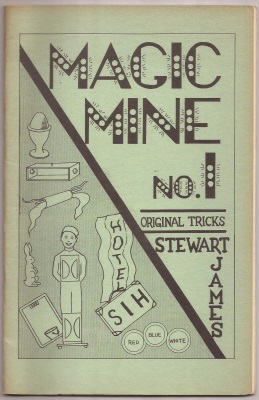 MAGIC
MINE
NO. 1
ORIGINAL TRICKS
STEWART
JAMES
HOTEL
SIH
RED
BLUE
WHITE